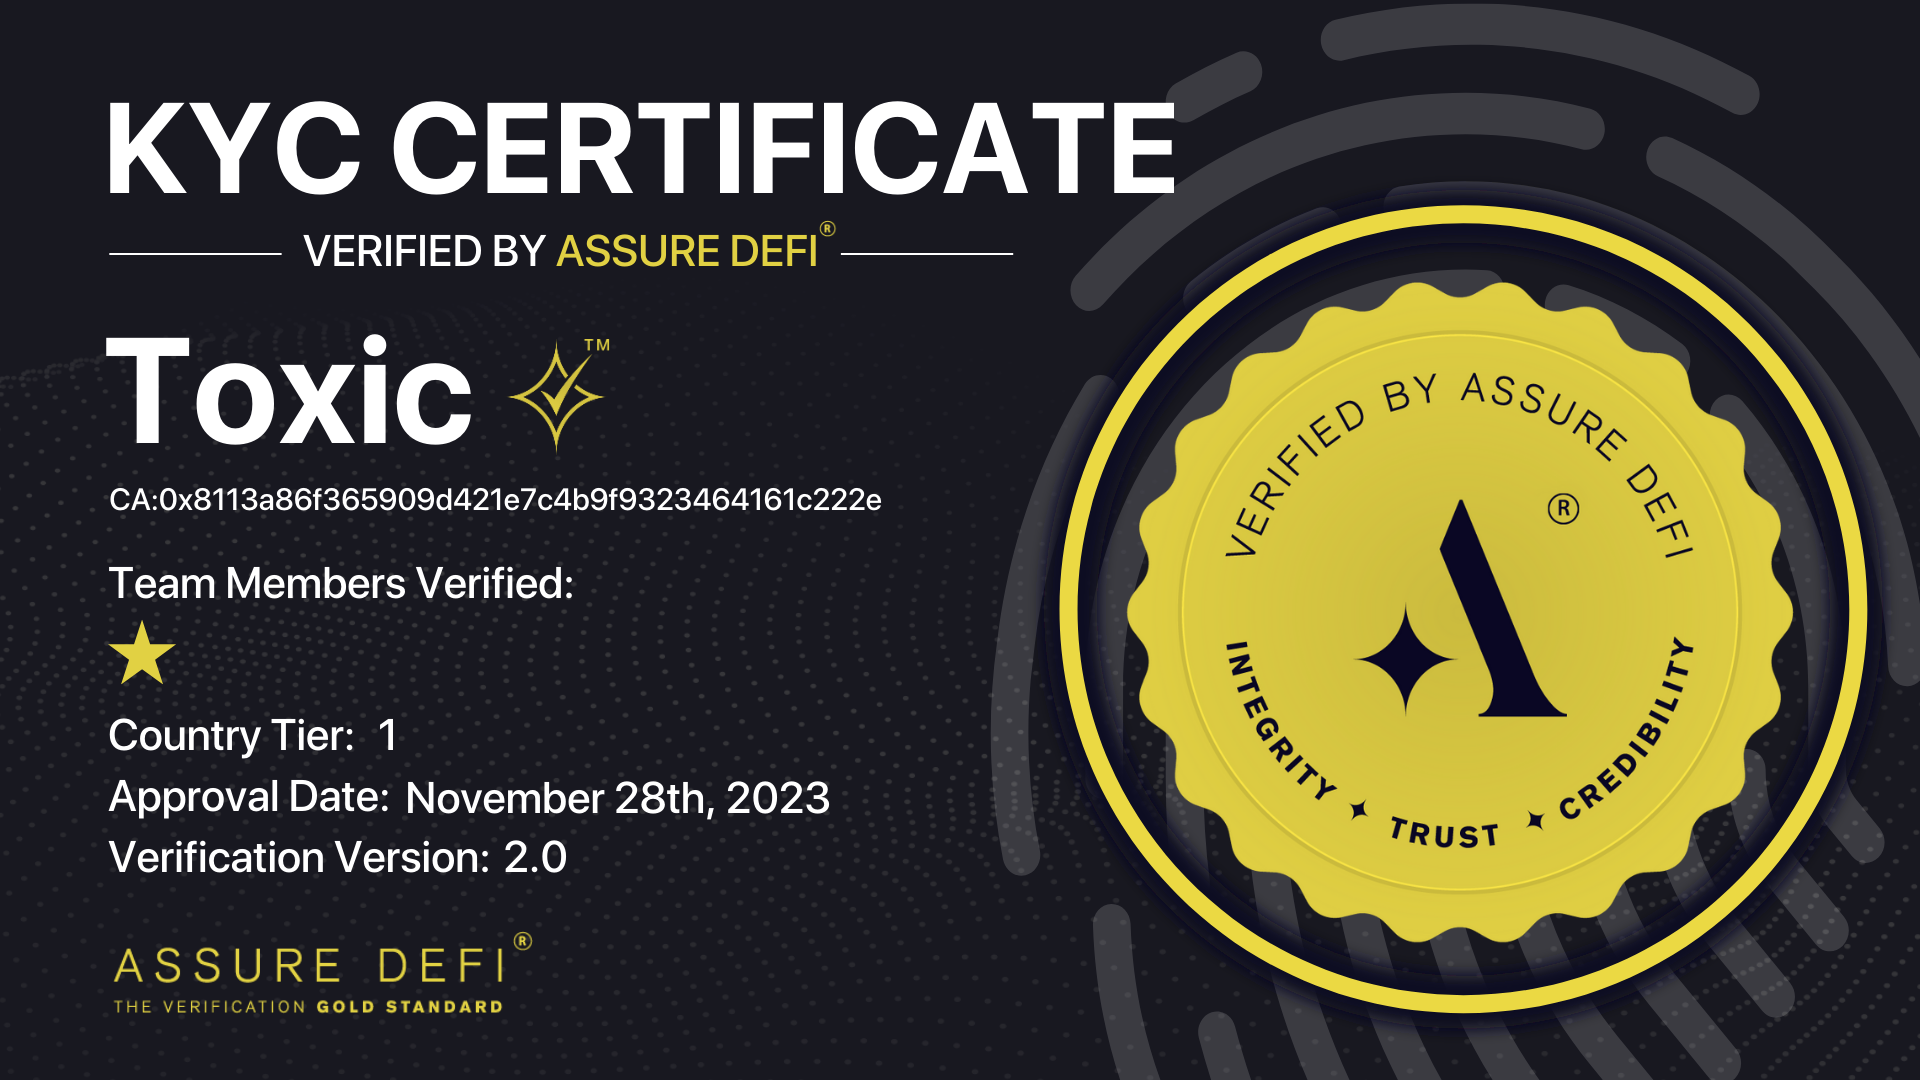 KYC CERTIFICATE
VERIFIED BY ASSURE DEFI®
Toxic ™
CA:0x8113a86f365909d421e7c4b9f9323464161c222e
Team Members Verified:
Country Tier: 1
Approval Date: November 28th, 2023
Verification Version: 2.0
ASSURE DEFI®
THE VERIFICATION GOLD STANDARD
VERIFIED BY ASSURE DEFI
®
INTEGRITY ✦ TRUST ✦ CREDIBILITY